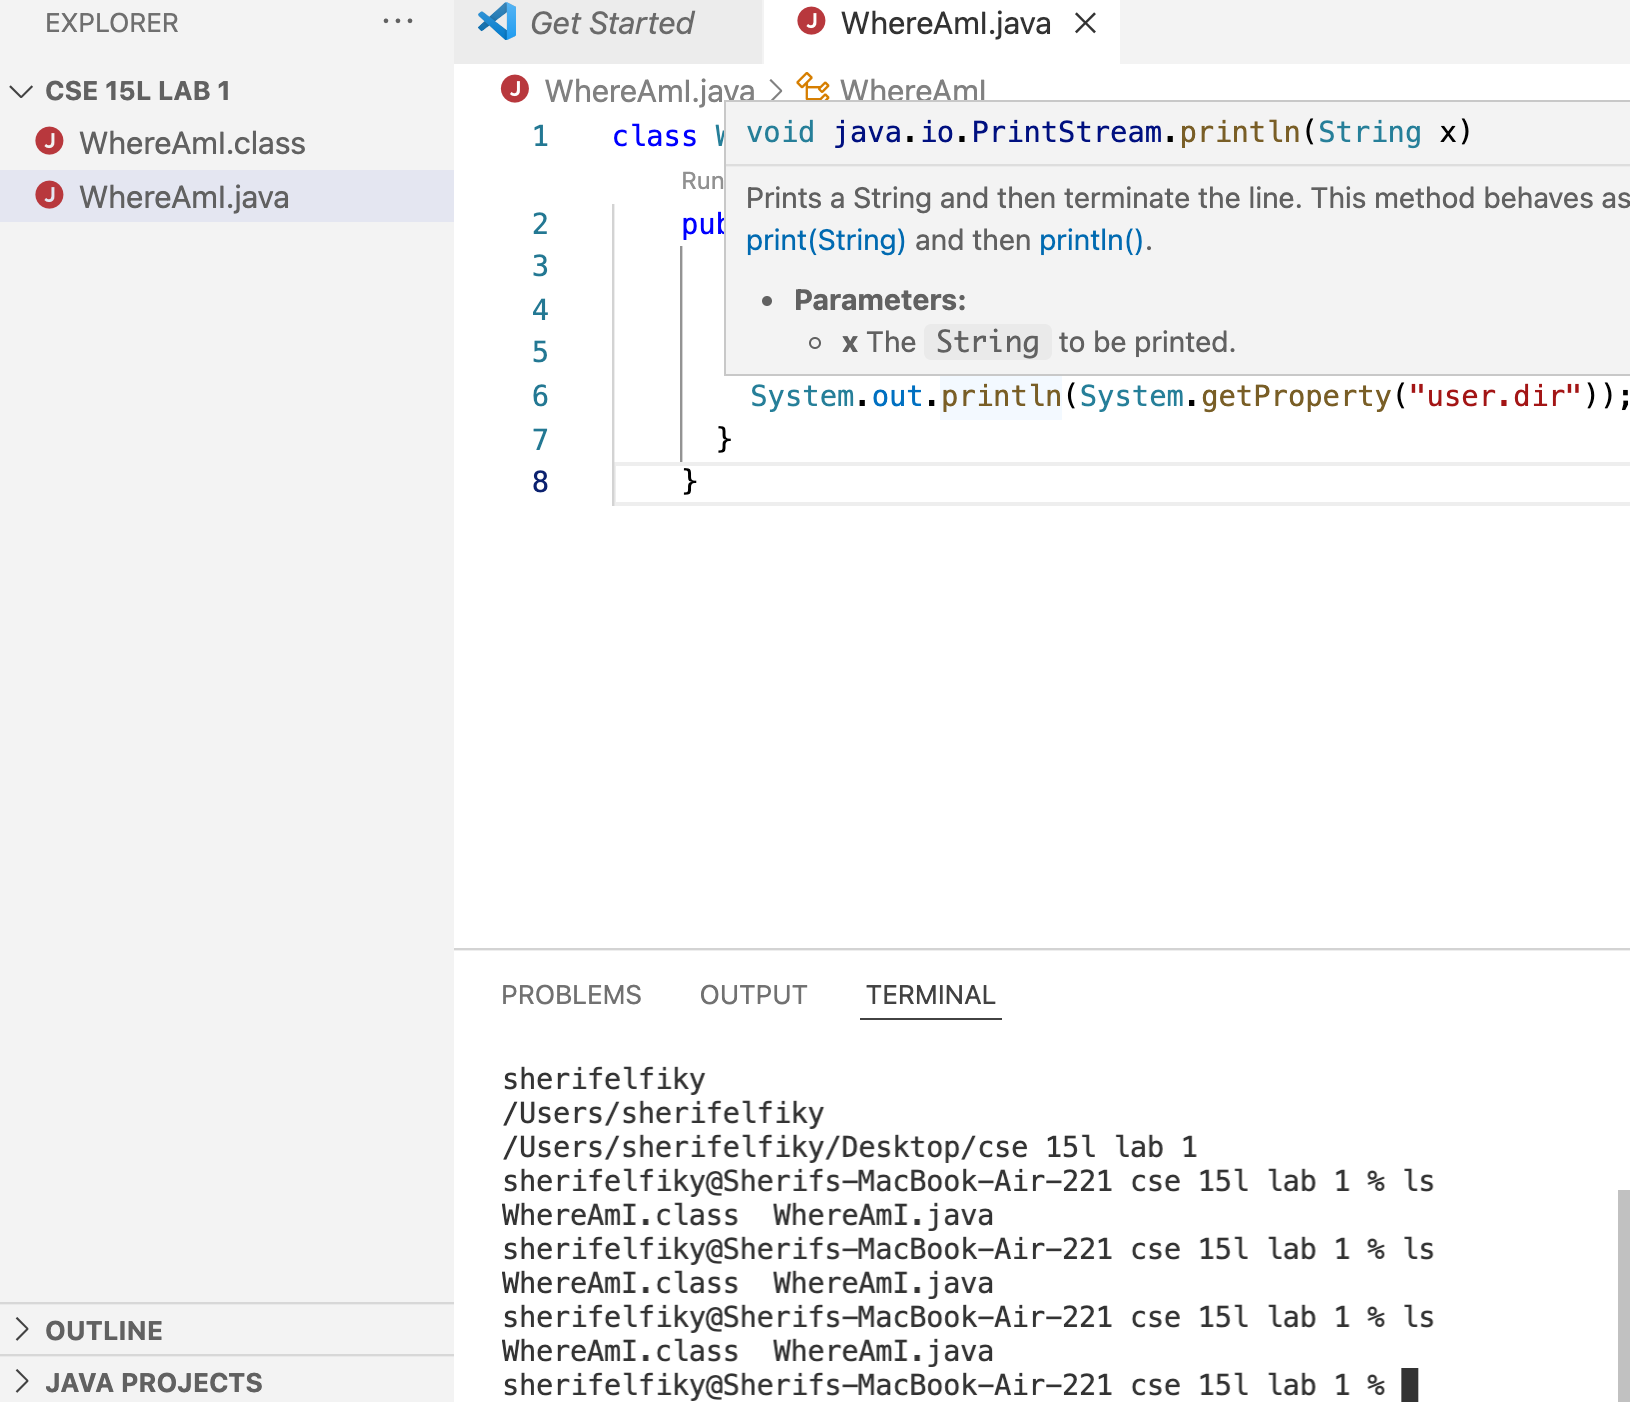 EXPLORER ...
CSE 15L LAB 1
WhereAmI.class
WhereAmI.java
Get Started
WhereAmI.java
WhereAmI.java > WhereAmI
1 class
void java.io.PrintStream.println(String x)
Run
Prints a String and then terminate the line. This method behaves as
2 pub
print(String) and then println().
3
• Parameters:
4
x The String to be printed.
5
6 System.out.println(System.getProperty("user.dir"));
7 }
8 }
PROBLEMS OUTPUT TERMINAL
sherifelfiky
/Users/sherifelfiky
/Users/sherifelfiky/Desktop/cse 15l lab 1
sherifelfiky@Sherifs-MacBook-Air-221 cse 15l lab 1 % ls
WhereAmI.class  WhereAmI.java
sherifelfiky@Sherifs-MacBook-Air-221 cse 15l lab 1 % ls
WhereAmI.class  WhereAmI.java
sherifelfiky@Sherifs-MacBook-Air-221 cse 15l lab 1 % ls
WhereAmI.class  WhereAmI.java
sherifelfiky@Sherifs-MacBook-Air-221 cse 15l lab 1 %
OUTLINE
JAVA PROJECTS